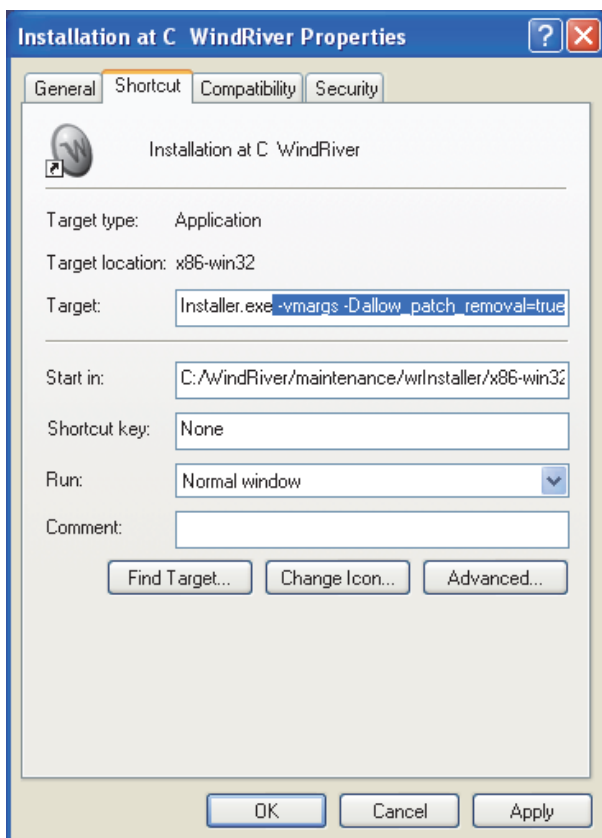 Installation at C WindRiver Properties
General Shortcut Compatibility Security
Installation at C WindRiver
Target type: Application
Target location: x86-win32
Target: Installer.exe -vmargs -Dallow_patch_removal=true
Start in: C:/WindRiver/maintenance/wrInstaller/x86-win32
Shortcut key: None
Run: Normal window
Comment:
Find Target... Change Icon... Advanced...
OK Cancel Apply